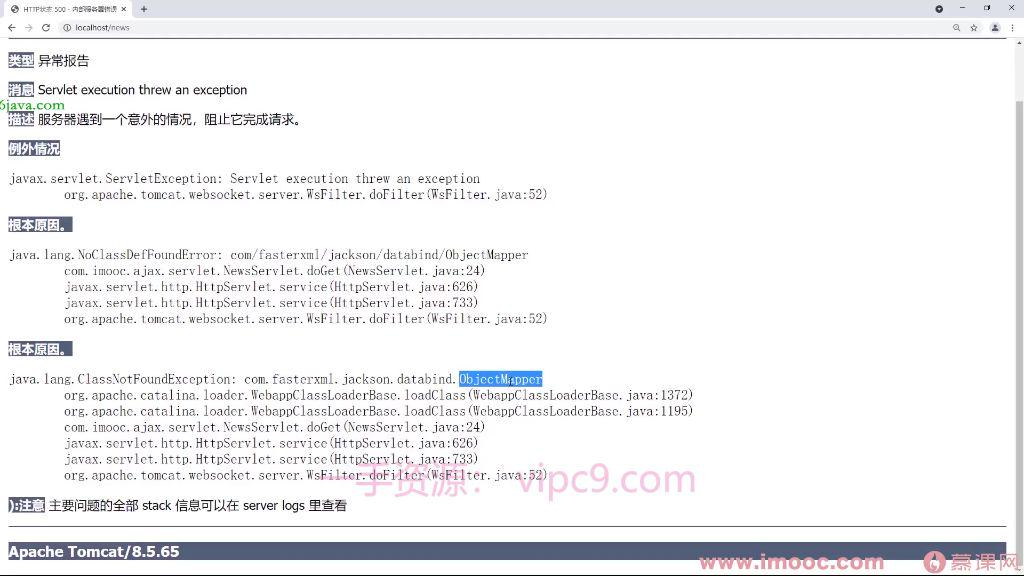 HTTP状态 500 - 内部服务器错误
localhost/news
类型 异常报告
消息 Servlet execution threw an exception
6java.com
描述 服务器遇到一个意外的情况，阻止它完成请求。
例外情况
javax.servlet.ServletException: Servlet execution threw an exception
org.apache.tomcat.websocket.server.WsFilter.doFilter(WsFilter.java:52)
根本原因。
java.lang.NoClassDefFoundError: com/fasterxml/jackson/databind/ObjectMapper
com.imooc.ajax.servlet.NewsServlet.doGet(NewsServlet.java:24)
javax.servlet.http.HttpServlet.service(HttpServlet.java:626)
javax.servlet.http.HttpServlet.service(HttpServlet.java:733)
org.apache.tomcat.websocket.server.WsFilter.doFilter(WsFilter.java:52)
根本原因。
java.lang.ClassNotFoundException: com.fasterxml.jackson.databind.ObjectMapper
org.apache.catalina.loader.WebappClassLoaderBase.loadClass(WebappClassLoaderBase.java:1372)
org.apache.catalina.loader.WebappClassLoaderBase.loadClass(WebappClassLoaderBase.java:1195)
com.imooc.ajax.servlet.NewsServlet.doGet(NewsServlet.java:24)
javax.servlet.http.HttpServlet.service(HttpServlet.java:626)
javax.servlet.http.HttpServlet.service(HttpServlet.java:733)
org.apache.tomcat.websocket.server.WsFilter.doFilter(WsFilter.java:52)
一手资源： vipc9.com
):注意 主要问题的全部 stack 信息可以在 server logs 里查看
Apache Tomcat/8.5.65
www.imooc.com 慕课网